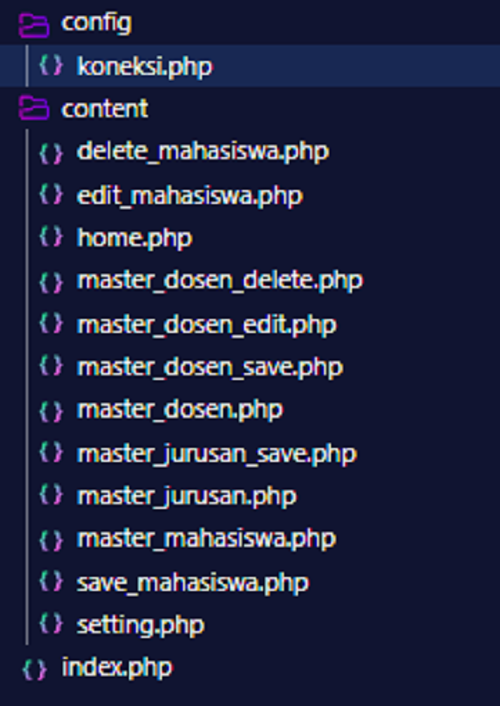 config
{} koneksi.php
content
{} delete_mahasiswa.php
{} edit_mahasiswa.php
{} home.php
{} master_dosen_delete.php
{} master_dosen_edit.php
{} master_dosen_save.php
{} master_dosen.php
{} master_jurusan_save.php
{} master_jurusan.php
{} master_mahasiswa.php
{} save_mahasiswa.php
{} setting.php
{} index.php